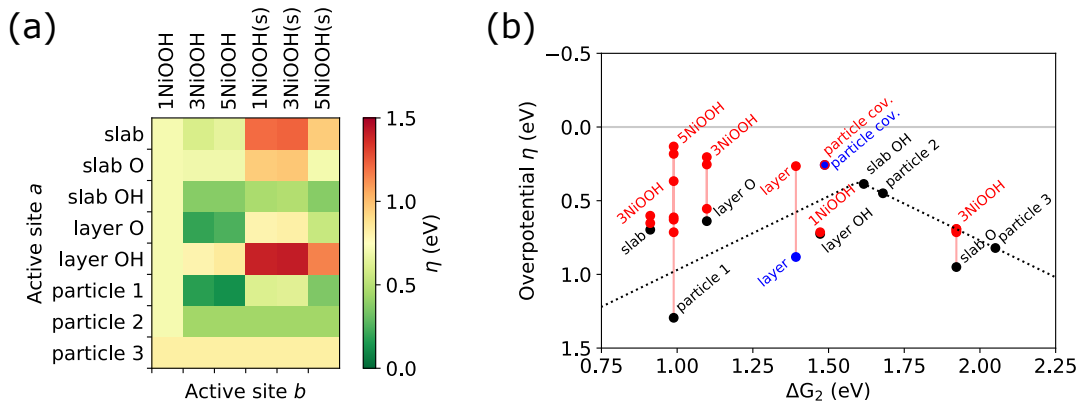 (a)
1NiOOH
3NiOOH
5NiOOH
1NiOOH(s)
3NiOOH(s)
5NiOOH(s)
Active site a
slab
slab O
slab OH
layer O
layer OH
particle 1
particle 2
particle 3
Active site b
1.5
1.0
0.5
0.0
η (eV)
(b)
Overpotential η (eV)
−0.5
0.0
0.5
1.0
1.5
3NiOOH
slab
5NiOOH
particle 1
3NiOOH
layer O
layer
layer
particle cov.
particle cov.
1NiOOH
layer OH
slab OH
particle 2
3NiOOH
slab O
particle 3
0.75
1.00
1.25
1.50
1.75
2.00
2.25
ΔG₂ (eV)